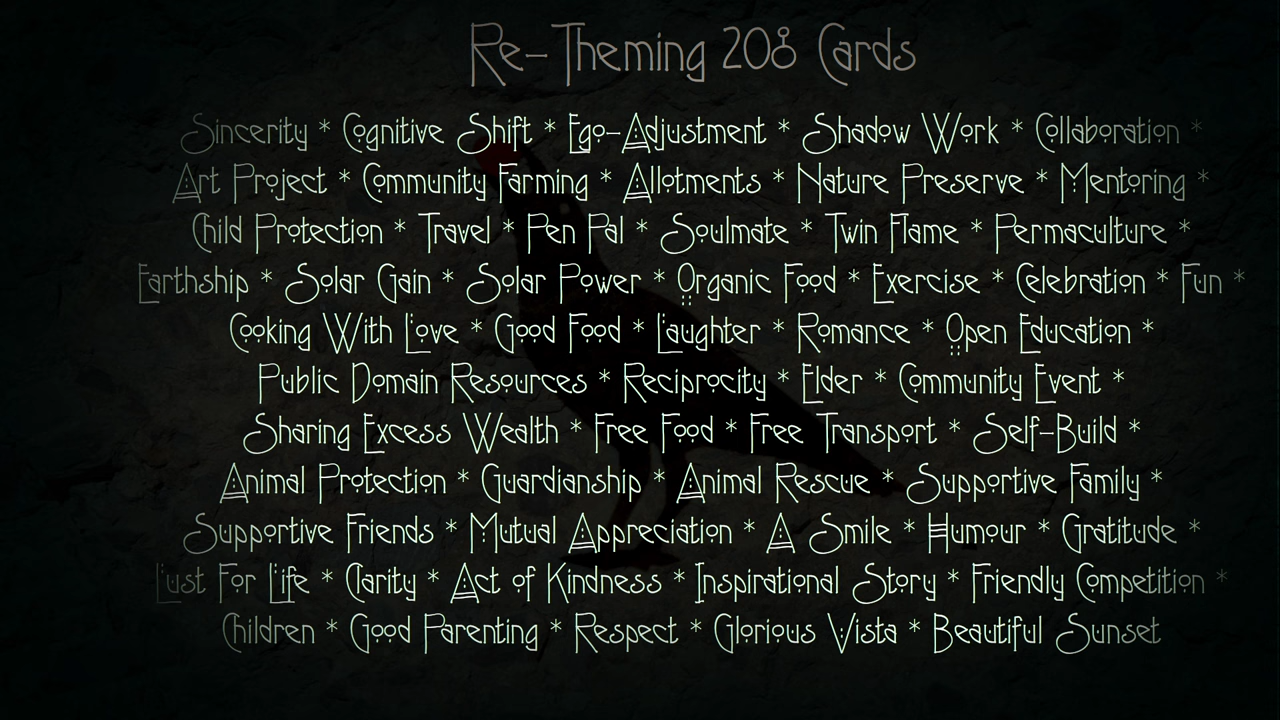 Re-Theming 208 Cards
Sincerity * Cognitive Shift * Ego-Adjustment * Shadow Work * Collaboration *
Art Project * Community Farming * Allotments * Nature Preserve * Mentoring *
Child Protection * Travel * Pen Pal * Soulmate * Twin Flame * Permaculture *
Earthship * Solar Gain * Solar Power * Organic Food * Exercise * Celebration * Fun *
Cooking With Love * Good Food * Laughter * Romance * Open Education *
Public Domain Resources * Reciprocity * Elder * Community Event *
Sharing Excess Wealth * Free Food * Free Transport * Self-Build *
Animal Protection * Guardianship * Animal Rescue * Supportive Family *
Supportive Friends * Mutual Appreciation * A Smile * Humour * Gratitude *
Lust For Life * Clarity * Act of Kindness * Inspirational Story * Friendly Competition *
Children * Good Parenting * Respect * Glorious Vista * Beautiful Sunset